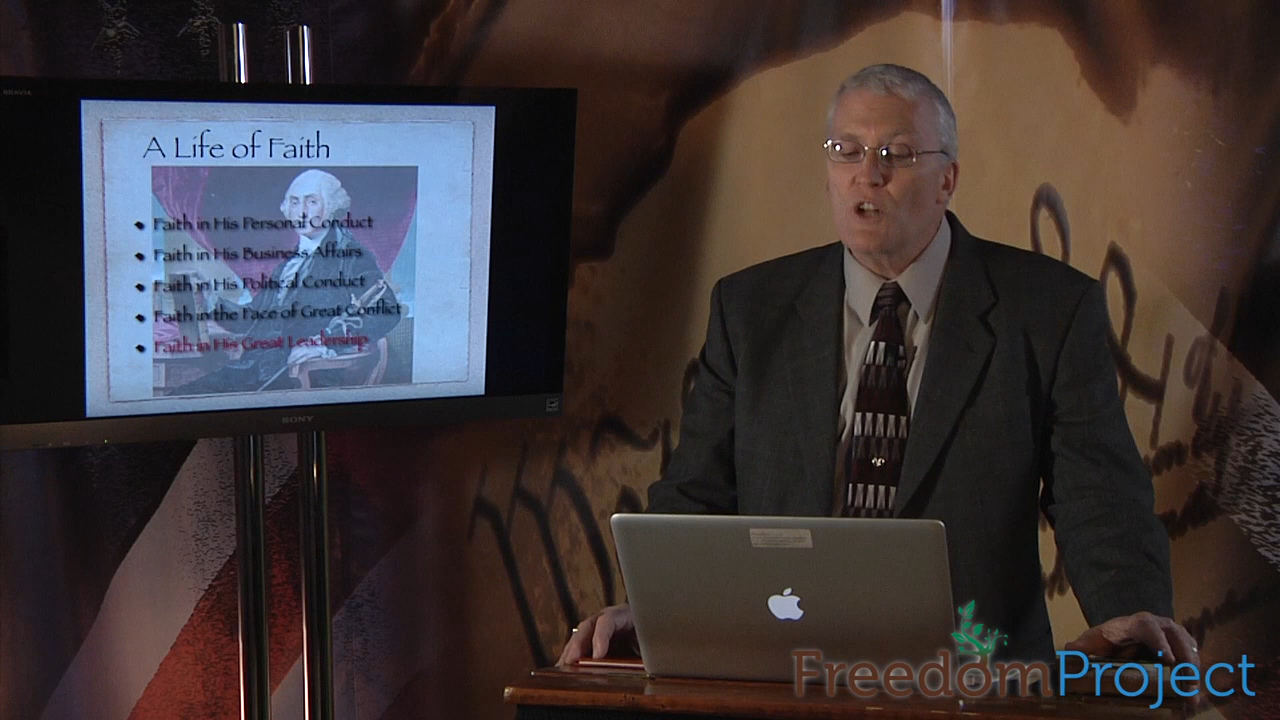 BRAVIA
A Life of Faith
• Faith in His Personal Conduct
• Faith in His Business Affairs
• Faith in His Political Conduct
• Faith in the Face of Great Conflict
• Faith in His Great Leadership
SONY
FreedomProject